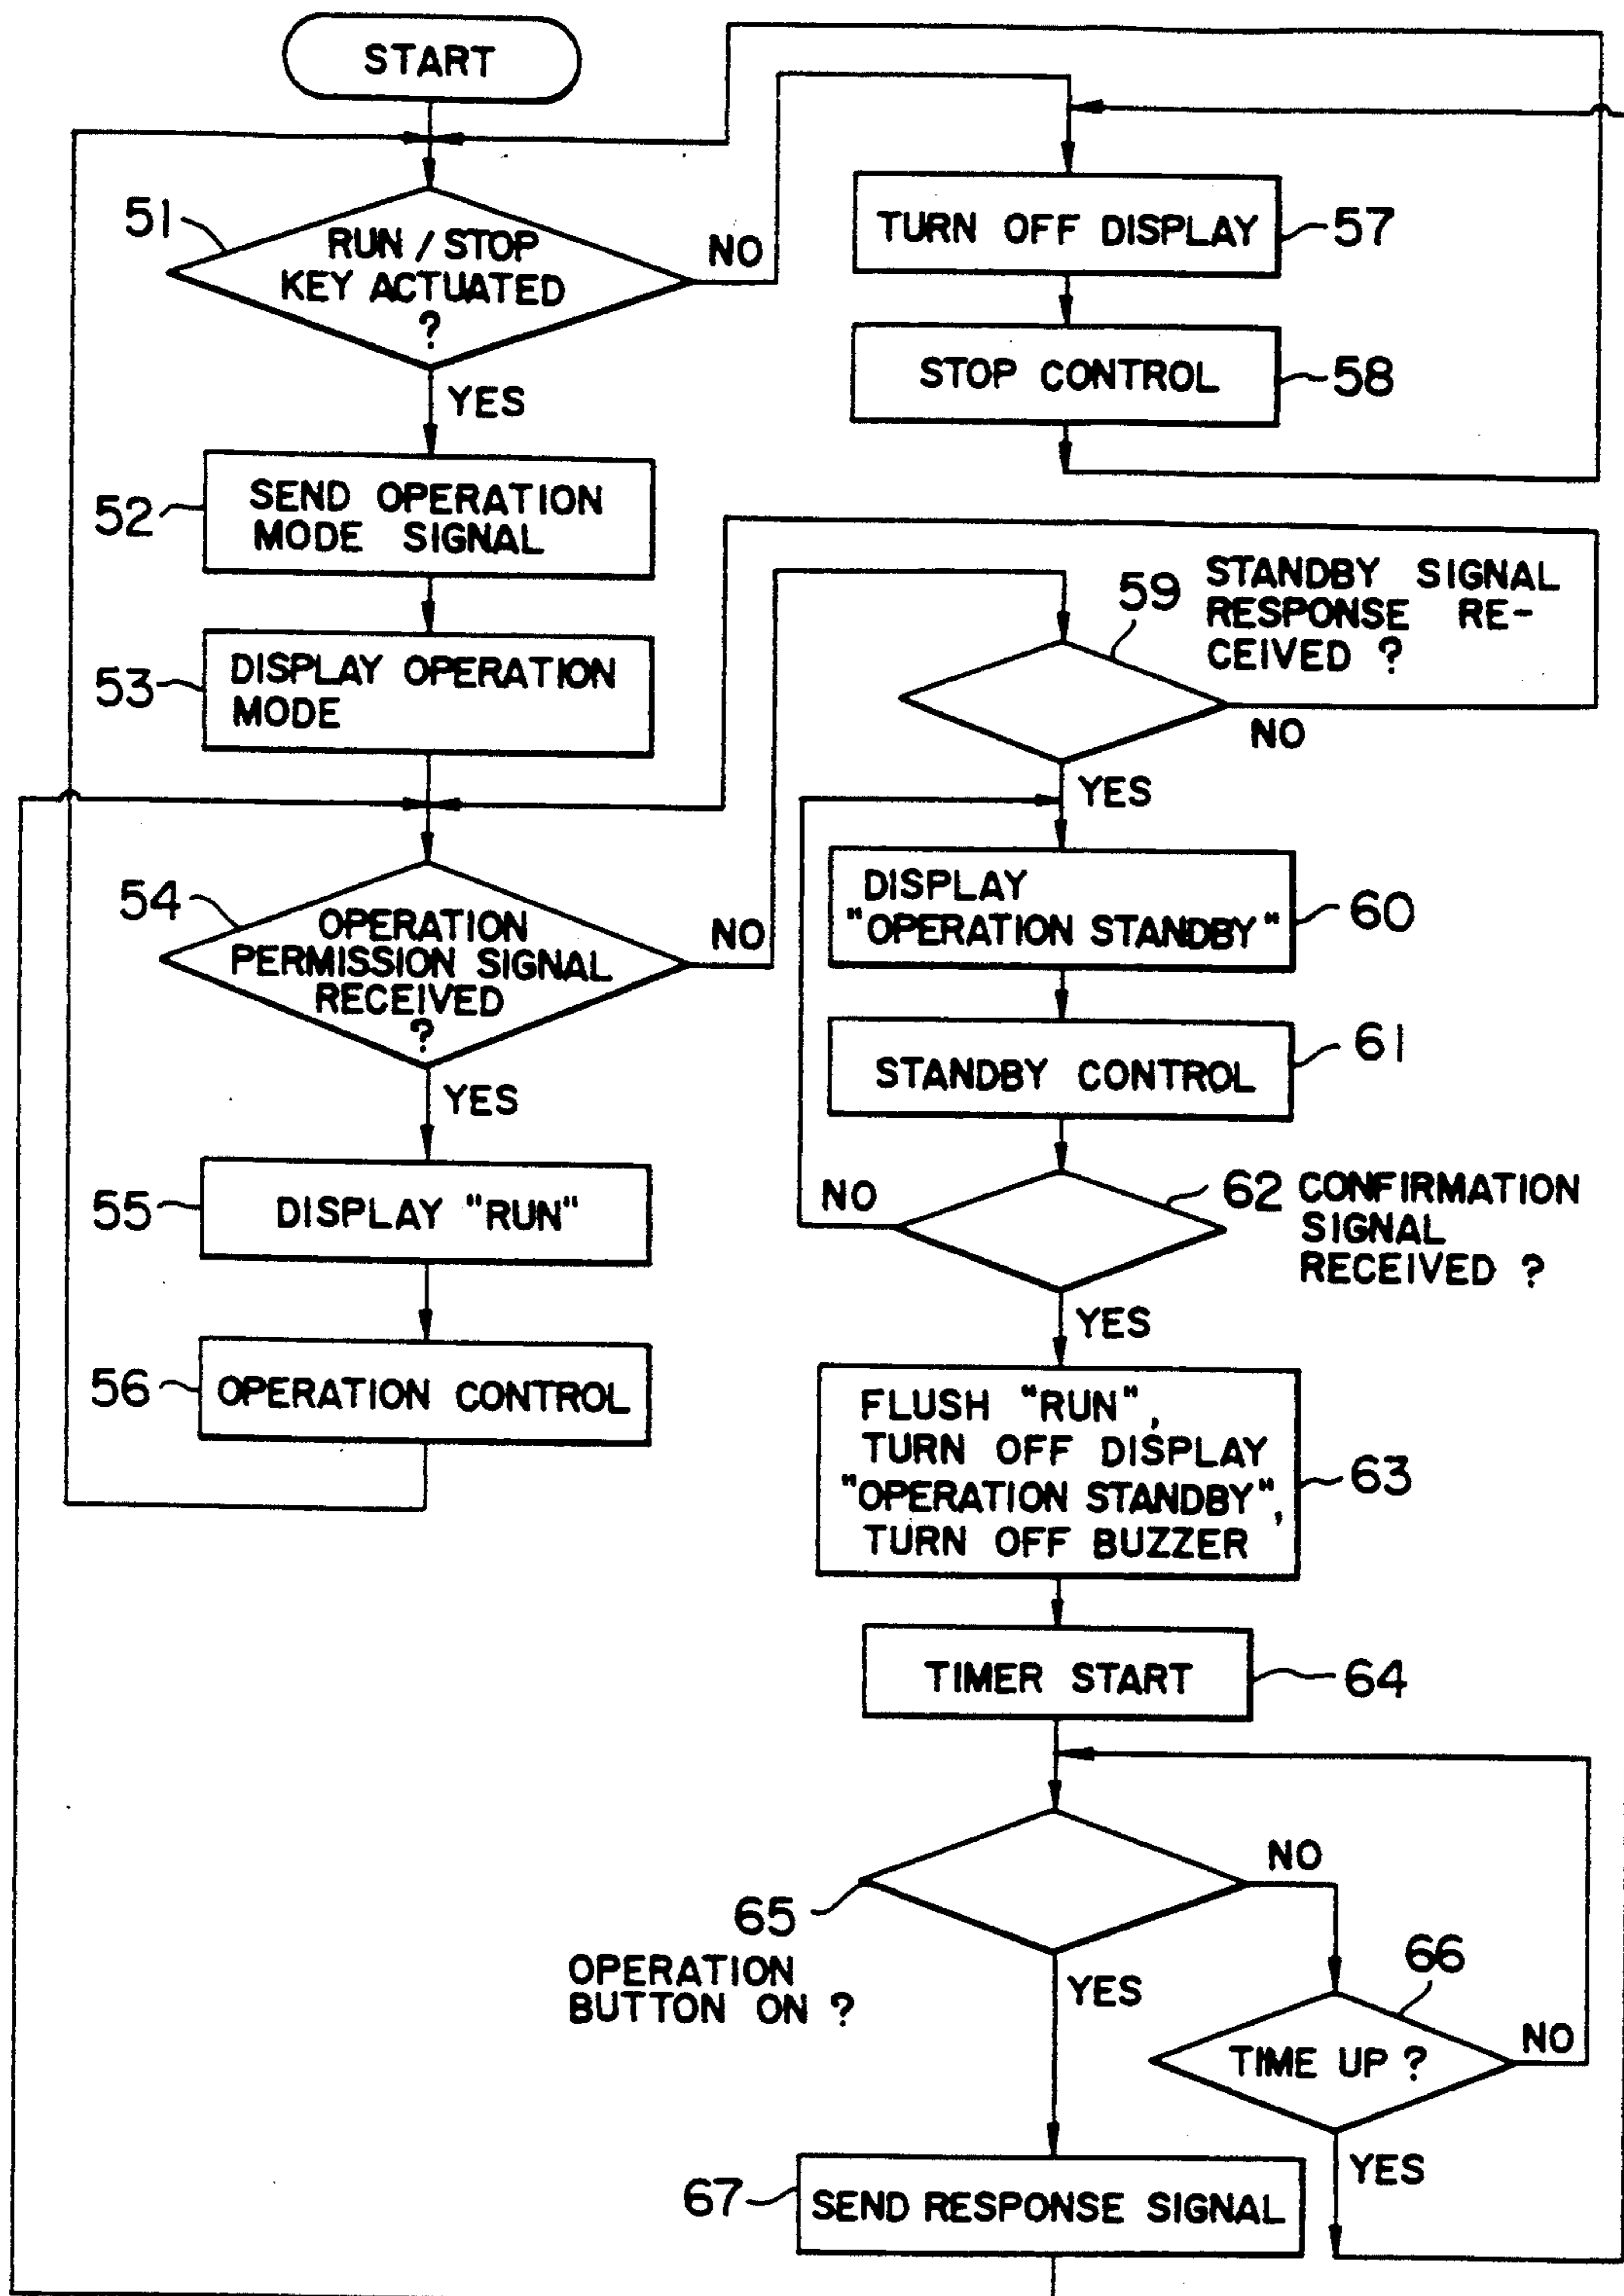 START
51
RUN / STOP
KEY ACTUATED
?
NO
YES
52
SEND OPERATION
MODE SIGNAL
53
DISPLAY OPERATION
MODE
54
OPERATION
PERMISSION SIGNAL
RECEIVED
?
NO
YES
55
DISPLAY "RUN"
56
OPERATION CONTROL
TURN OFF DISPLAY
57
STOP CONTROL
58
59
STANDBY SIGNAL
RESPONSE RE-
CEIVED ?
NO
YES
DISPLAY
"OPERATION STANDBY"
60
STANDBY CONTROL
61
NO
62
CONFIRMATION
SIGNAL
RECEIVED ?
YES
FLUSH "RUN",
TURN OFF DISPLAY
"OPERATION STANDBY",
TURN OFF BUZZER
63
TIMER START
64
65
OPERATION
BUTTON ON ?
NO
YES
66
TIME UP ?
NO
YES
67
SEND RESPONSE SIGNAL